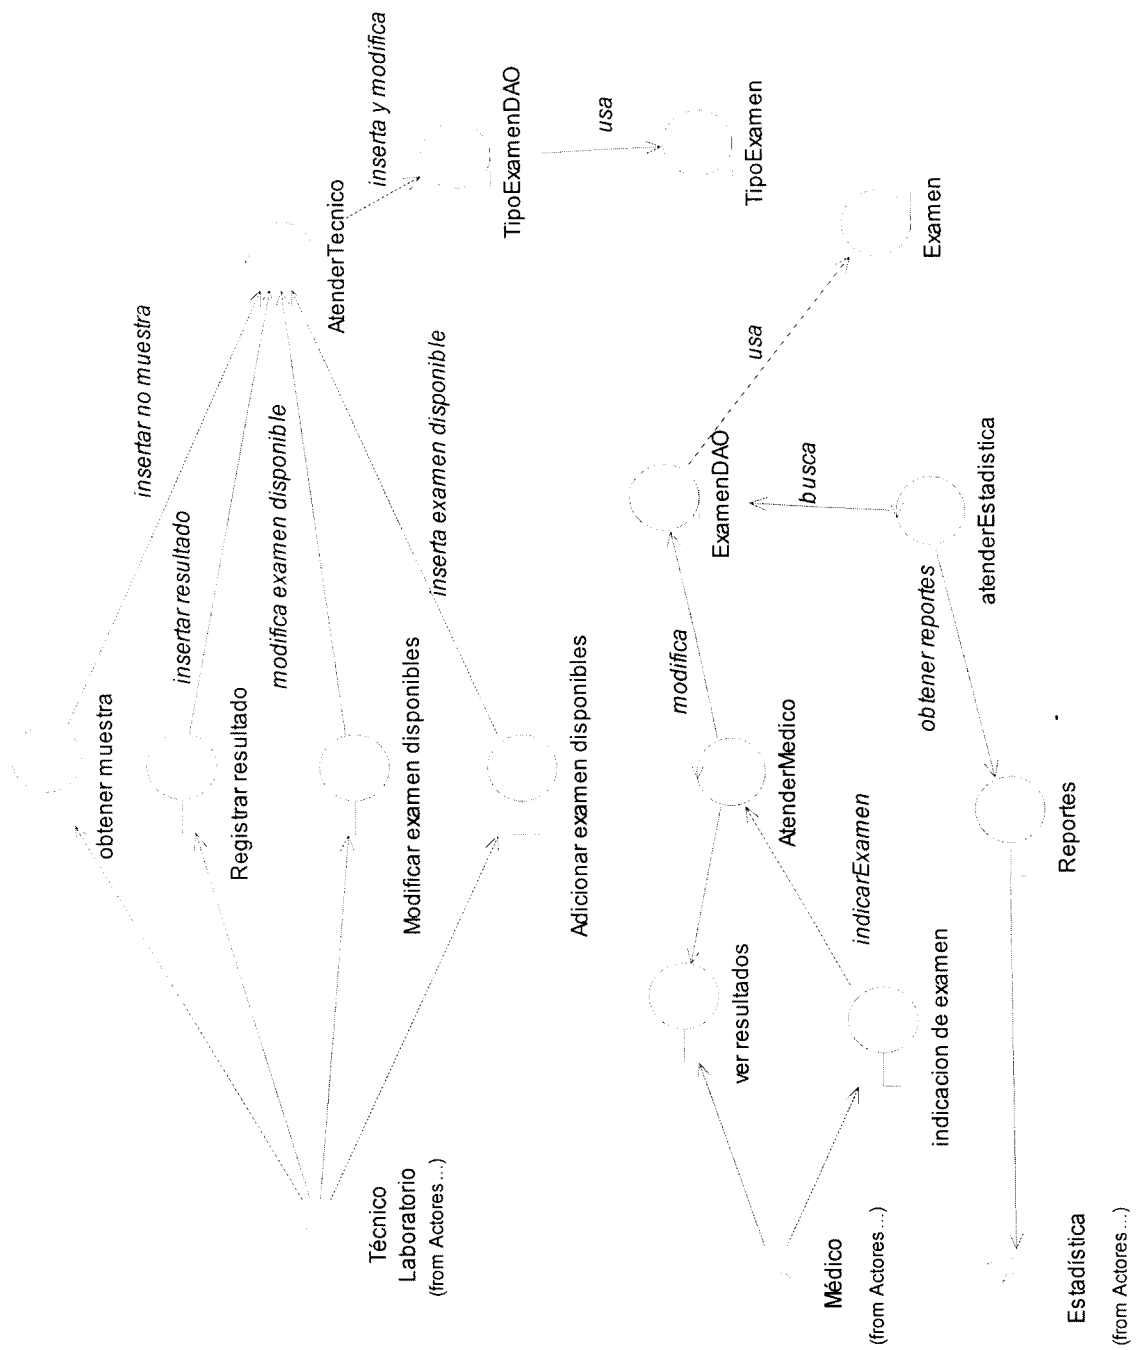 Técnico
Laboratorio
(from Actores...)
obtener muestra
Registrar resultado
Modificar examen disponibles
Adicionar examen disponibles
insertar no muestra
insertar resultado
modifica examen disponible
inserta examen disponible
AtenderTecnico
inserta y modifica
TipoExamenDAO
usa
TipoExamen
Médico
(from Actores...)
ver resultados
indicacion de examen
indicarExamen
AtenderMedico
modifica
ExamenDAO
usa
Examen
busca
atenderEstadistica
obtener reportes
Reportes
Estadística
(from Actores...)